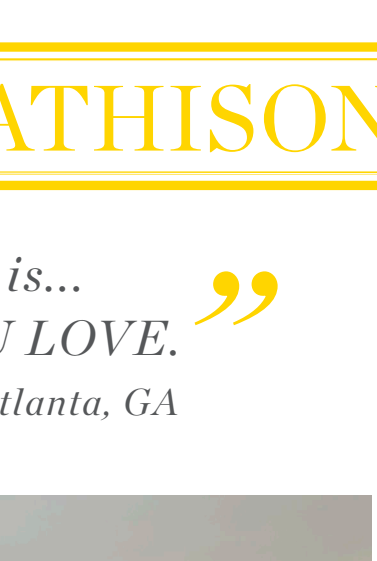 ATHISON
is...
U LOVE. ”
tlanta, GA